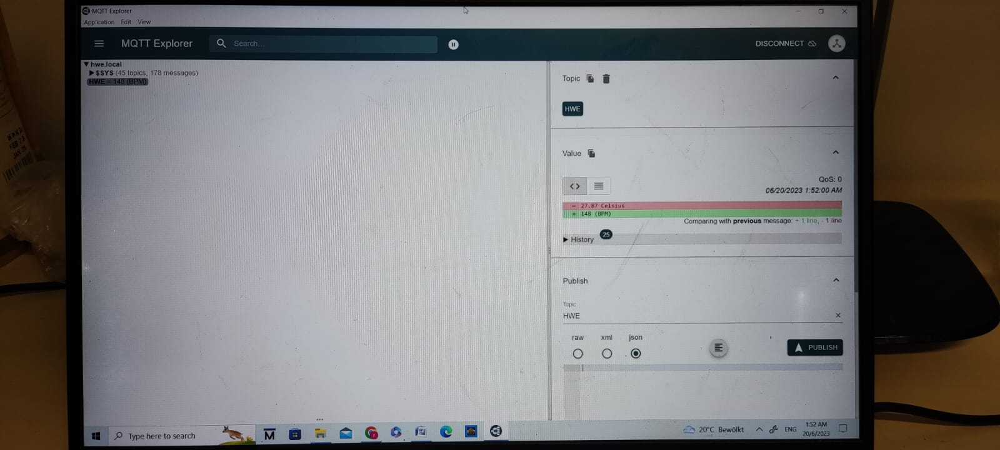 MQTT Explorer
Application Edit View
MQTT Explorer
Search...
DISCONNECT
▼ hwe.local
▶ $SYS (45 topics, 178 messages)
HWE = 148 (BPM)
Topic
HWE
Value
QoS: 0
06/20/2023 1:52:00 AM
- 27.87 Celsius
+ 148 (BPM)
Comparing with previous message: + 1 line, - 1 line
▶ History 25
Publish
Topic
HWE
raw xml json
PUBLISH
Type here to search
20°C Bewölkt
ENG
1:52 AM
20/6/2023
FEB 23